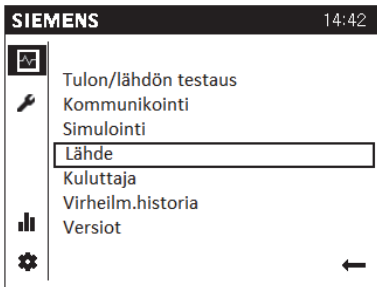 SIEMENS 14:42
Tulon/lähdön testaus
Kommunikointi
Simulointi
Lähde
Kuluttaja
Virheilm.historia
Versiot